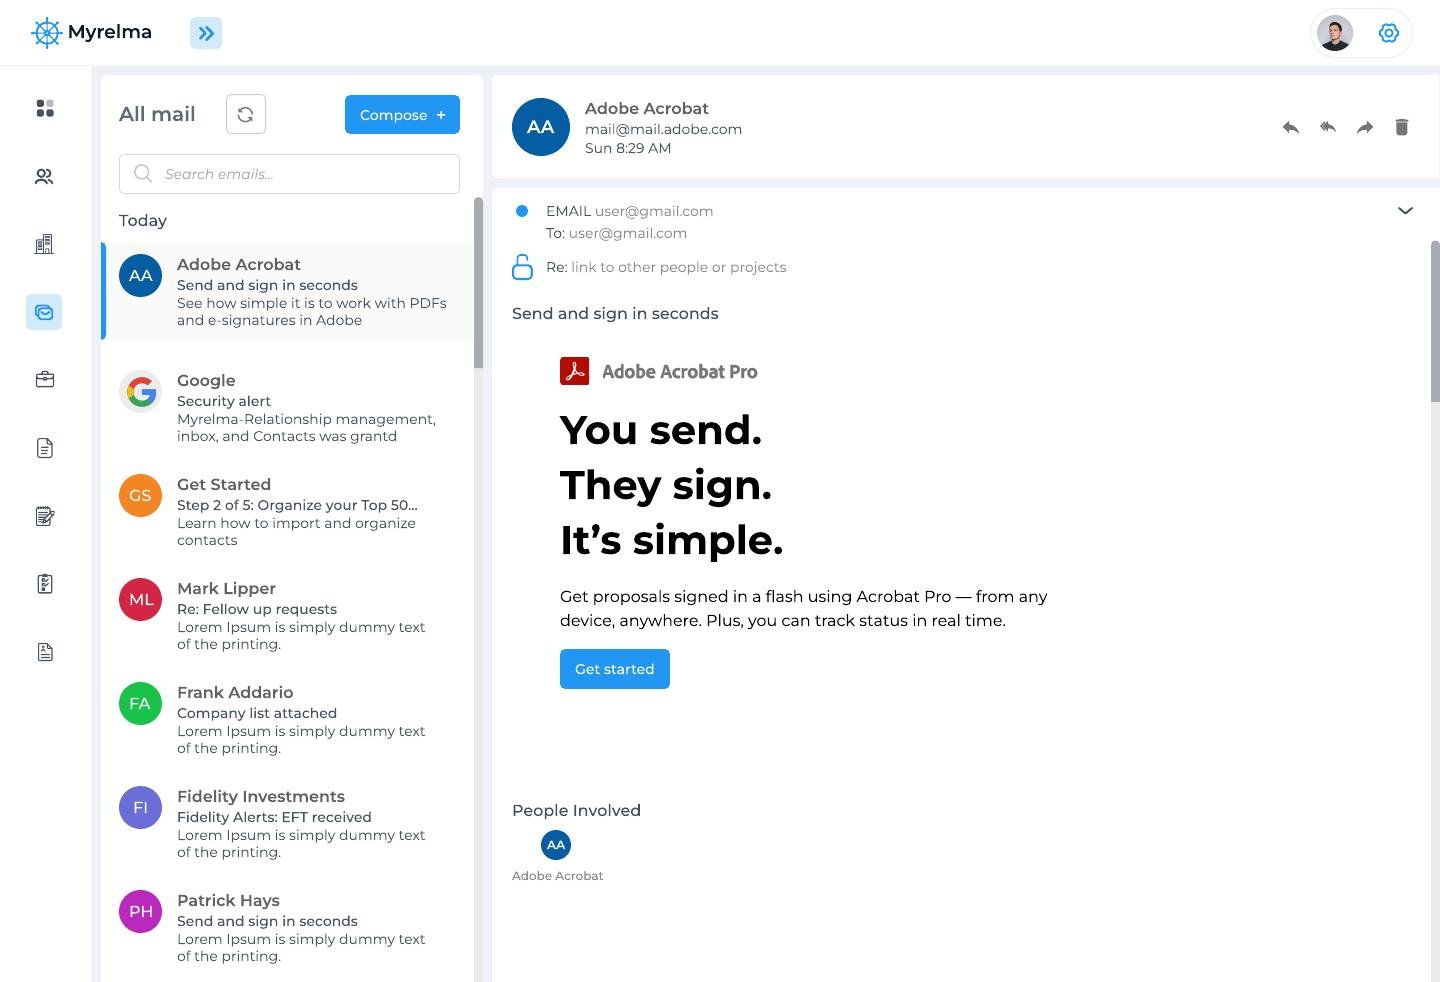 Myrelma
All mail
Compose +
Search emails...
Today
AA
Adobe Acrobat
Send and sign in seconds
See how simple it is to work with PDFs
and e-signatures in Adobe
Google
Security alert
Myrelma-Relationship management,
inbox, and Contacts was grantd
GS
Get Started
Step 2 of 5: Organize your Top 50...
Learn how to import and organize
contacts
ML
Mark Lipper
Re: Fellow up requests
Lorem Ipsum is simply dummy text
of the printing.
FA
Frank Addario
Company list attached
Lorem Ipsum is simply dummy text
of the printing.
FI
Fidelity Investments
Fidelity Alerts: EFT received
Lorem Ipsum is simply dummy text
of the printing.
PH
Patrick Hays
Send and sign in seconds
Lorem Ipsum is simply dummy text
of the printing.
AA
Adobe Acrobat
mail@mail.adobe.com
Sun 8:29 AM
EMAIL user@gmail.com
To: user@gmail.com
Re: link to other people or projects
Send and sign in seconds
Adobe Acrobat Pro
You send.
They sign.
It’s simple.
Get proposals signed in a flash using Acrobat Pro — from any
device, anywhere. Plus, you can track status in real time.
Get started
People Involved
AA
Adobe Acrobat